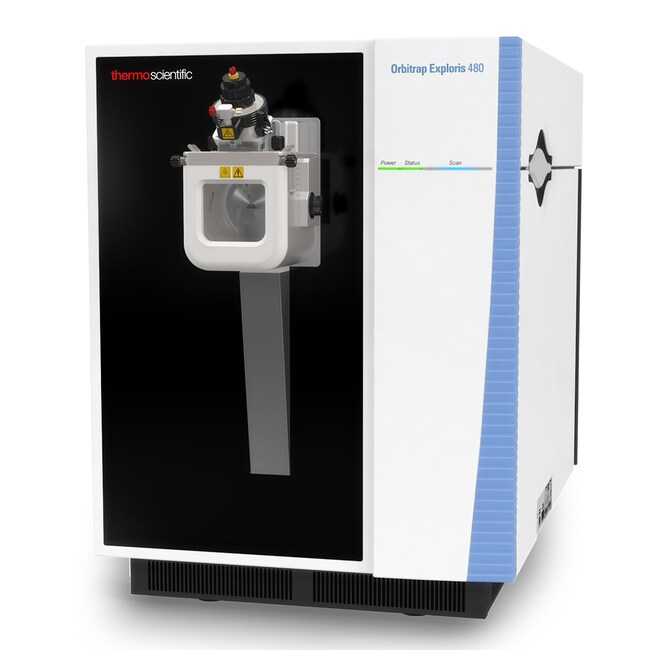 thermoscientific
Orbitrap Exploris 480
Power Status Scan